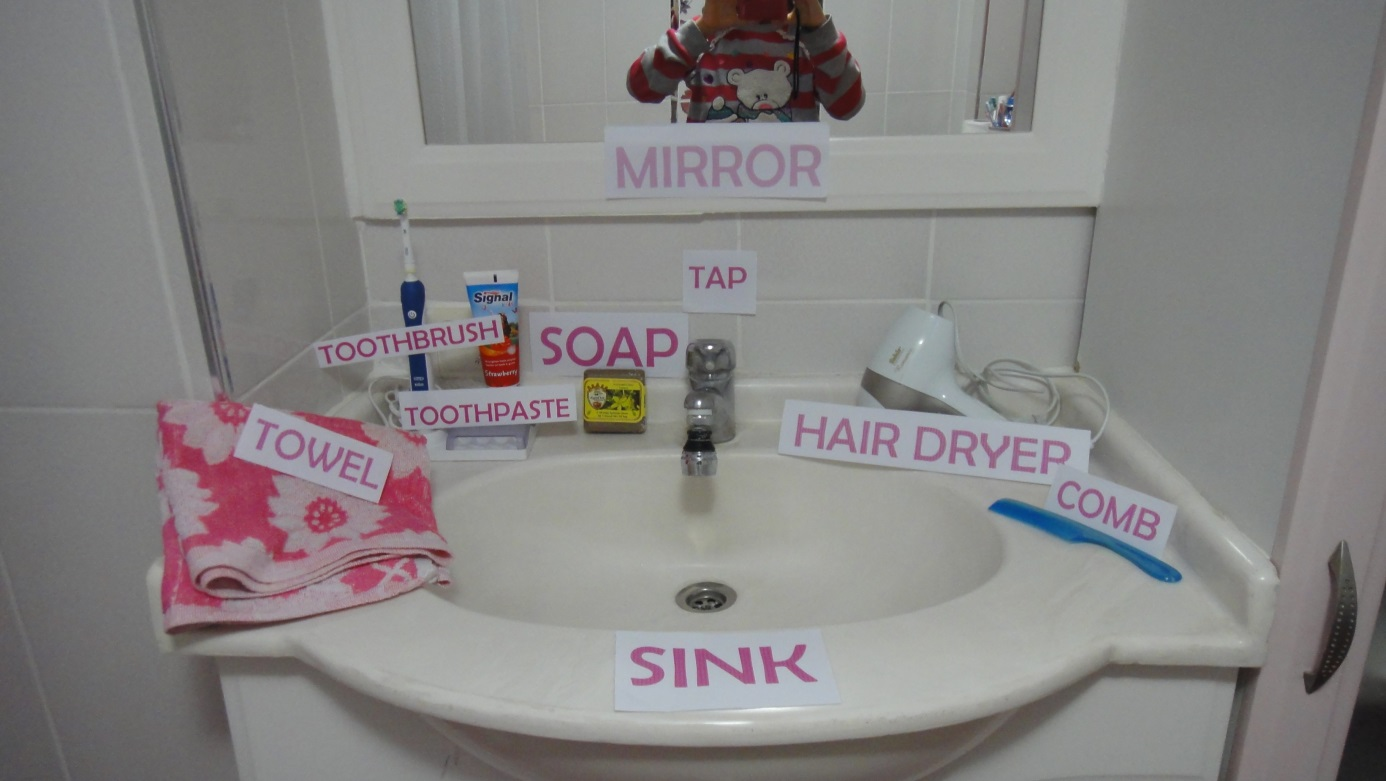 MIRROR
TAP
Signal
TOOTHBRUSH
SOAP
Strawberry
TOOTHPASTE
TOWEL
HAIR DRYER
COMB
SINK